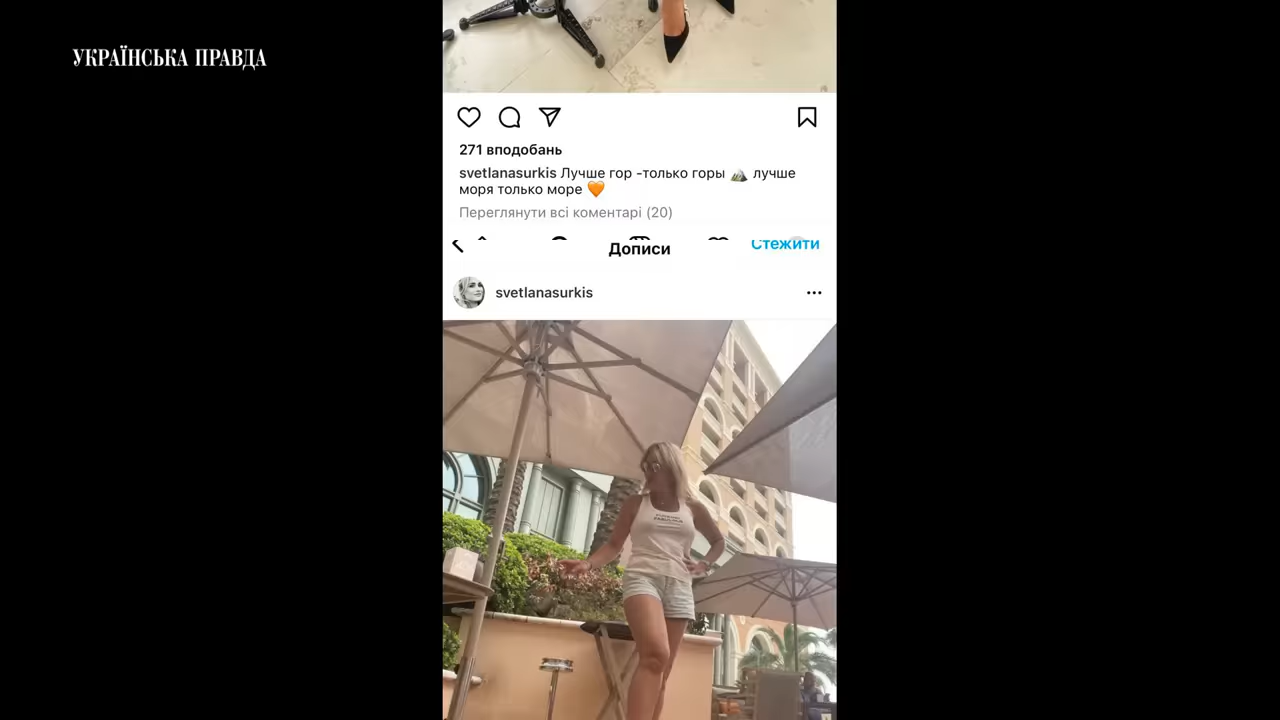 УКРАЇНСЬКА ПРАВДА
271 вподобань
svetlanasurkis Лучше гор -только горы ⛰️ лучше
моря только море 🧡
Переглянути всі коментарі (20)
Дописи
Стежити
svetlanasurkis